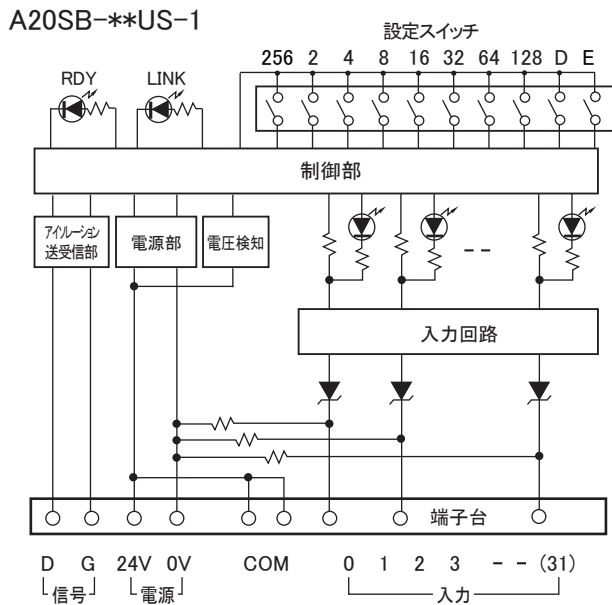 A20SB-**US-1
設定スイッチ
256 2 4 8 16 32 64 128 D E
RDY LINK
制御部
アイソレーション
送受信部
電源部
電圧検知
--
入力回路
端子台
D G 24V 0V COM 0 1 2 3 - - (31)
信号 電源 入力